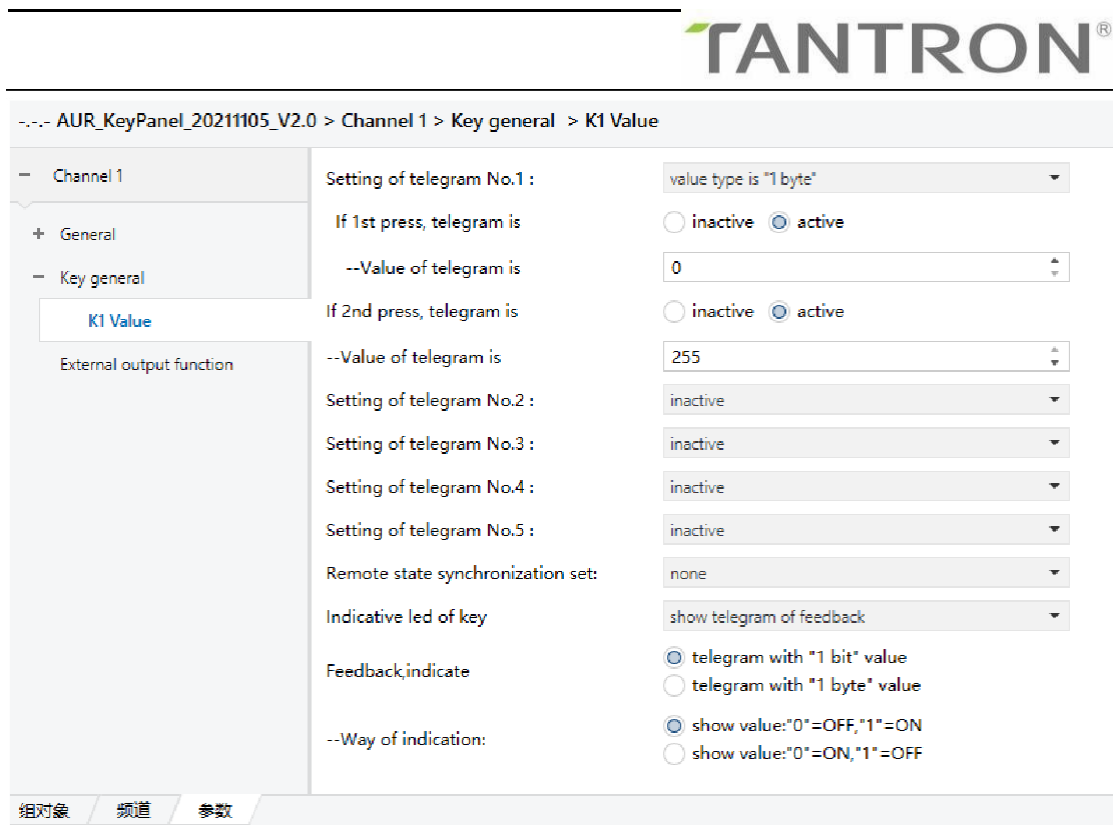 TANTRON®
-.-.- AUR_KeyPanel_20211105_V2.0 > Channel 1 > Key general > K1 Value
Channel 1
General
Key general
K1 Value
External output function
Setting of telegram No.1 : value type is "1 byte"
If 1st press, telegram is inactive active
--Value of telegram is 0
If 2nd press, telegram is inactive active
--Value of telegram is 255
Setting of telegram No.2 : inactive
Setting of telegram No.3 : inactive
Setting of telegram No.4 : inactive
Setting of telegram No.5 : inactive
Remote state synchronization set: none
Indicative led of key show telegram of feedback
Feedback,indicate
telegram with "1 bit" value
telegram with "1 byte" value
--Way of indication:
show value:"0"=OFF,"1"=ON
show value:"0"=ON,"1"=OFF
组对象 频道 参数